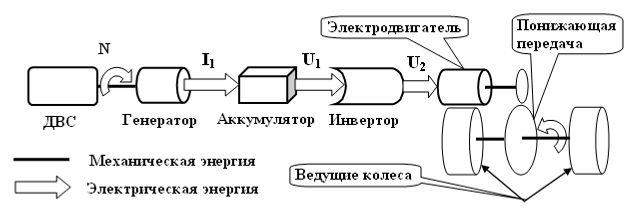 Электродвигатель
Понижающая
передача
N
I1
U1
U2
ДВС
Генератор
Аккумулятор
Инвертор
Механическая энергия
Электрическая энергия
Ведущие колеса